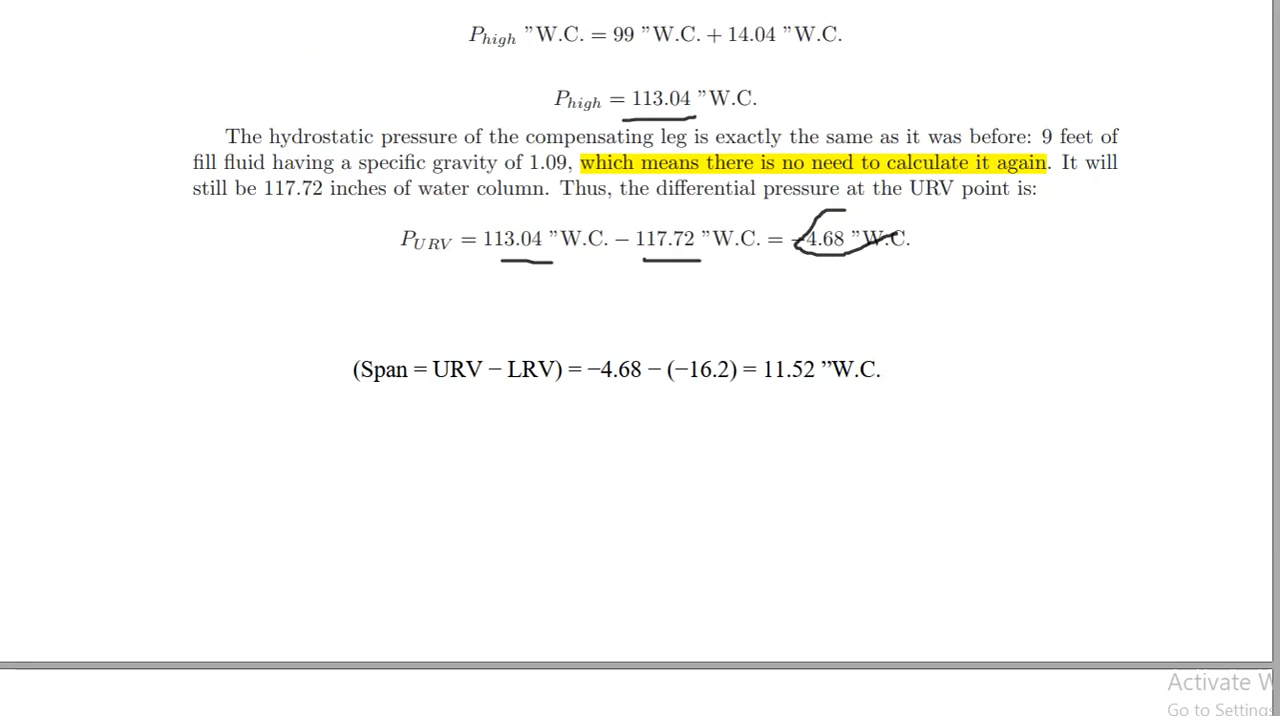 Phigh ”W.C. = 99 ”W.C. + 14.04 ”W.C.
Phigh = 113.04 ”W.C.
The hydrostatic pressure of the compensating leg is exactly the same as it was before: 9 feet of
fill fluid having a specific gravity of 1.09, which means there is no need to calculate it again. It will
still be 117.72 inches of water column. Thus, the differential pressure at the URV point is:
PURV = 113.04 ”W.C. − 117.72 ”W.C. = −4.68 ”W.C.
(Span = URV − LRV) = −4.68 − (−16.2) = 11.52 ”W.C.
Activate W
Go to Settings